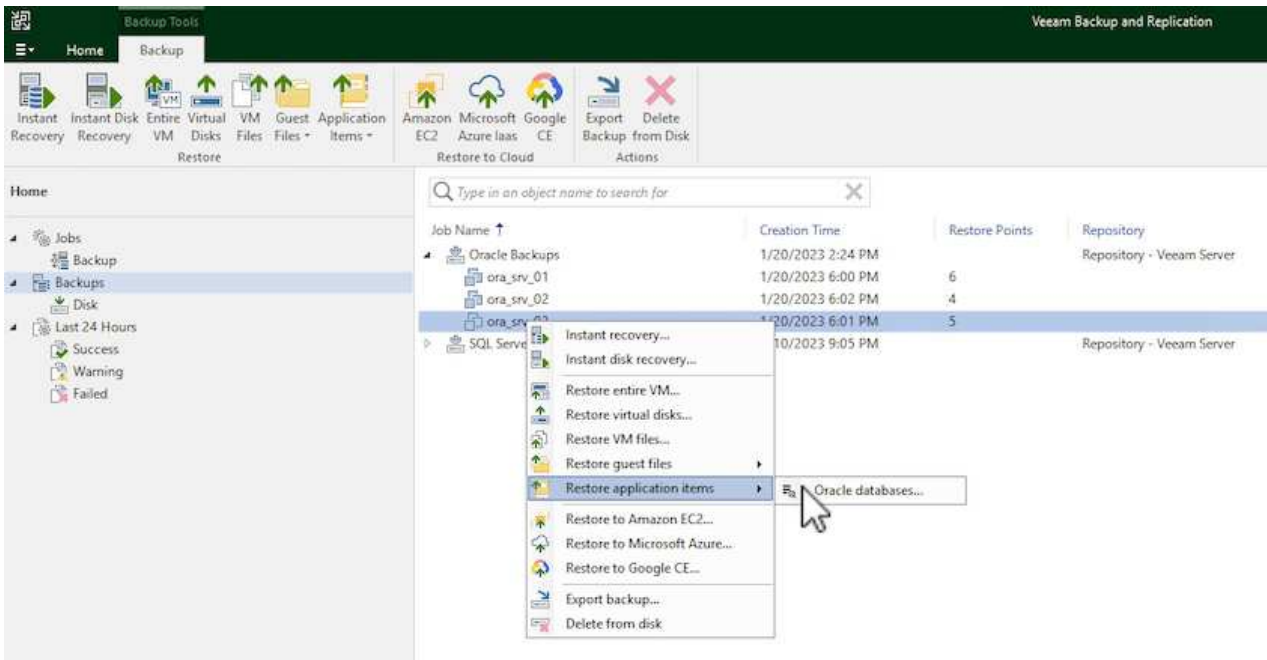 Backup Tools
Veeam Backup and Replication
Home Backup
Instant Recovery
Instant Disk Recovery
Entire VM
Virtual Disks
VM Files
Guest Files
Application Items
Amazon EC2
Microsoft Azure Iaas
Google CE
Export Backup
Delete from Disk
Restore Restore to Cloud Actions
Home
Type in an object name to search for
Jobs
Backup
Backups
Disk
Last 24 Hours
Success
Warning
Failed
Job Name Creation Time Restore Points Repository
Oracle Backups 1/20/2023 2:24 PM Repository - Veeam Server
ora_srv_01 1/20/2023 6:00 PM 6
ora_srv_02 1/20/2023 6:02 PM 4
1/20/2023 6:01 PM 5
SQL Serve 10/2023 9:05 PM Repository - Veeam Server
Instant recovery...
Instant disk recovery...
Restore entire VM...
Restore virtual disks...
Restore VM files...
Restore guest files
Restore application items
Oracle databases...
Restore to Amazon EC2...
Restore to Microsoft Azure...
Restore to Google CE...
Export backup...
Delete from disk